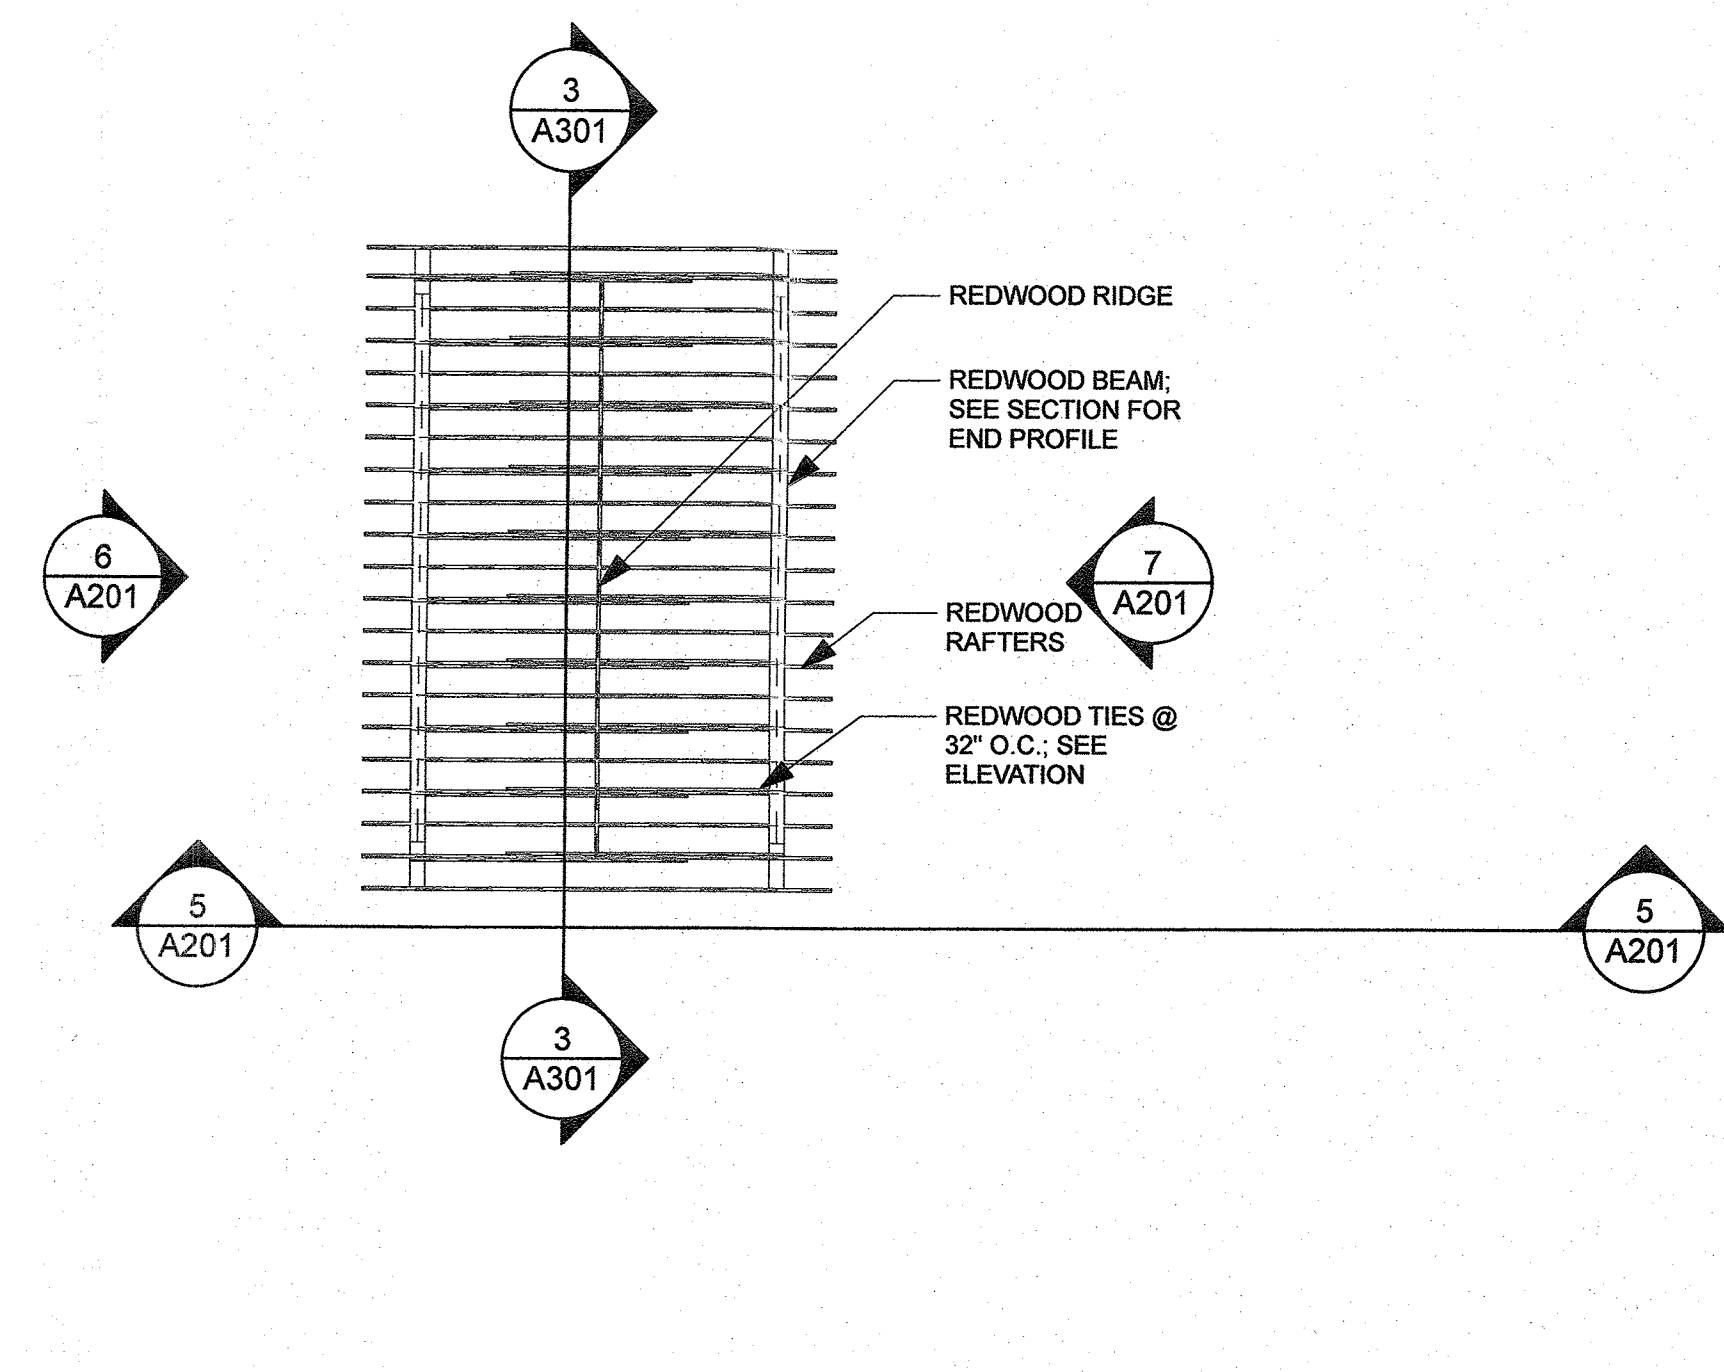 3
A301
REDWOOD RIDGE
REDWOOD BEAM;
SEE SECTION FOR
END PROFILE
6
A201
7
A201
REDWOOD
RAFTERS
REDWOOD TIES @
32" O.C.; SEE
ELEVATION
5
A201
5
A201
3
A301